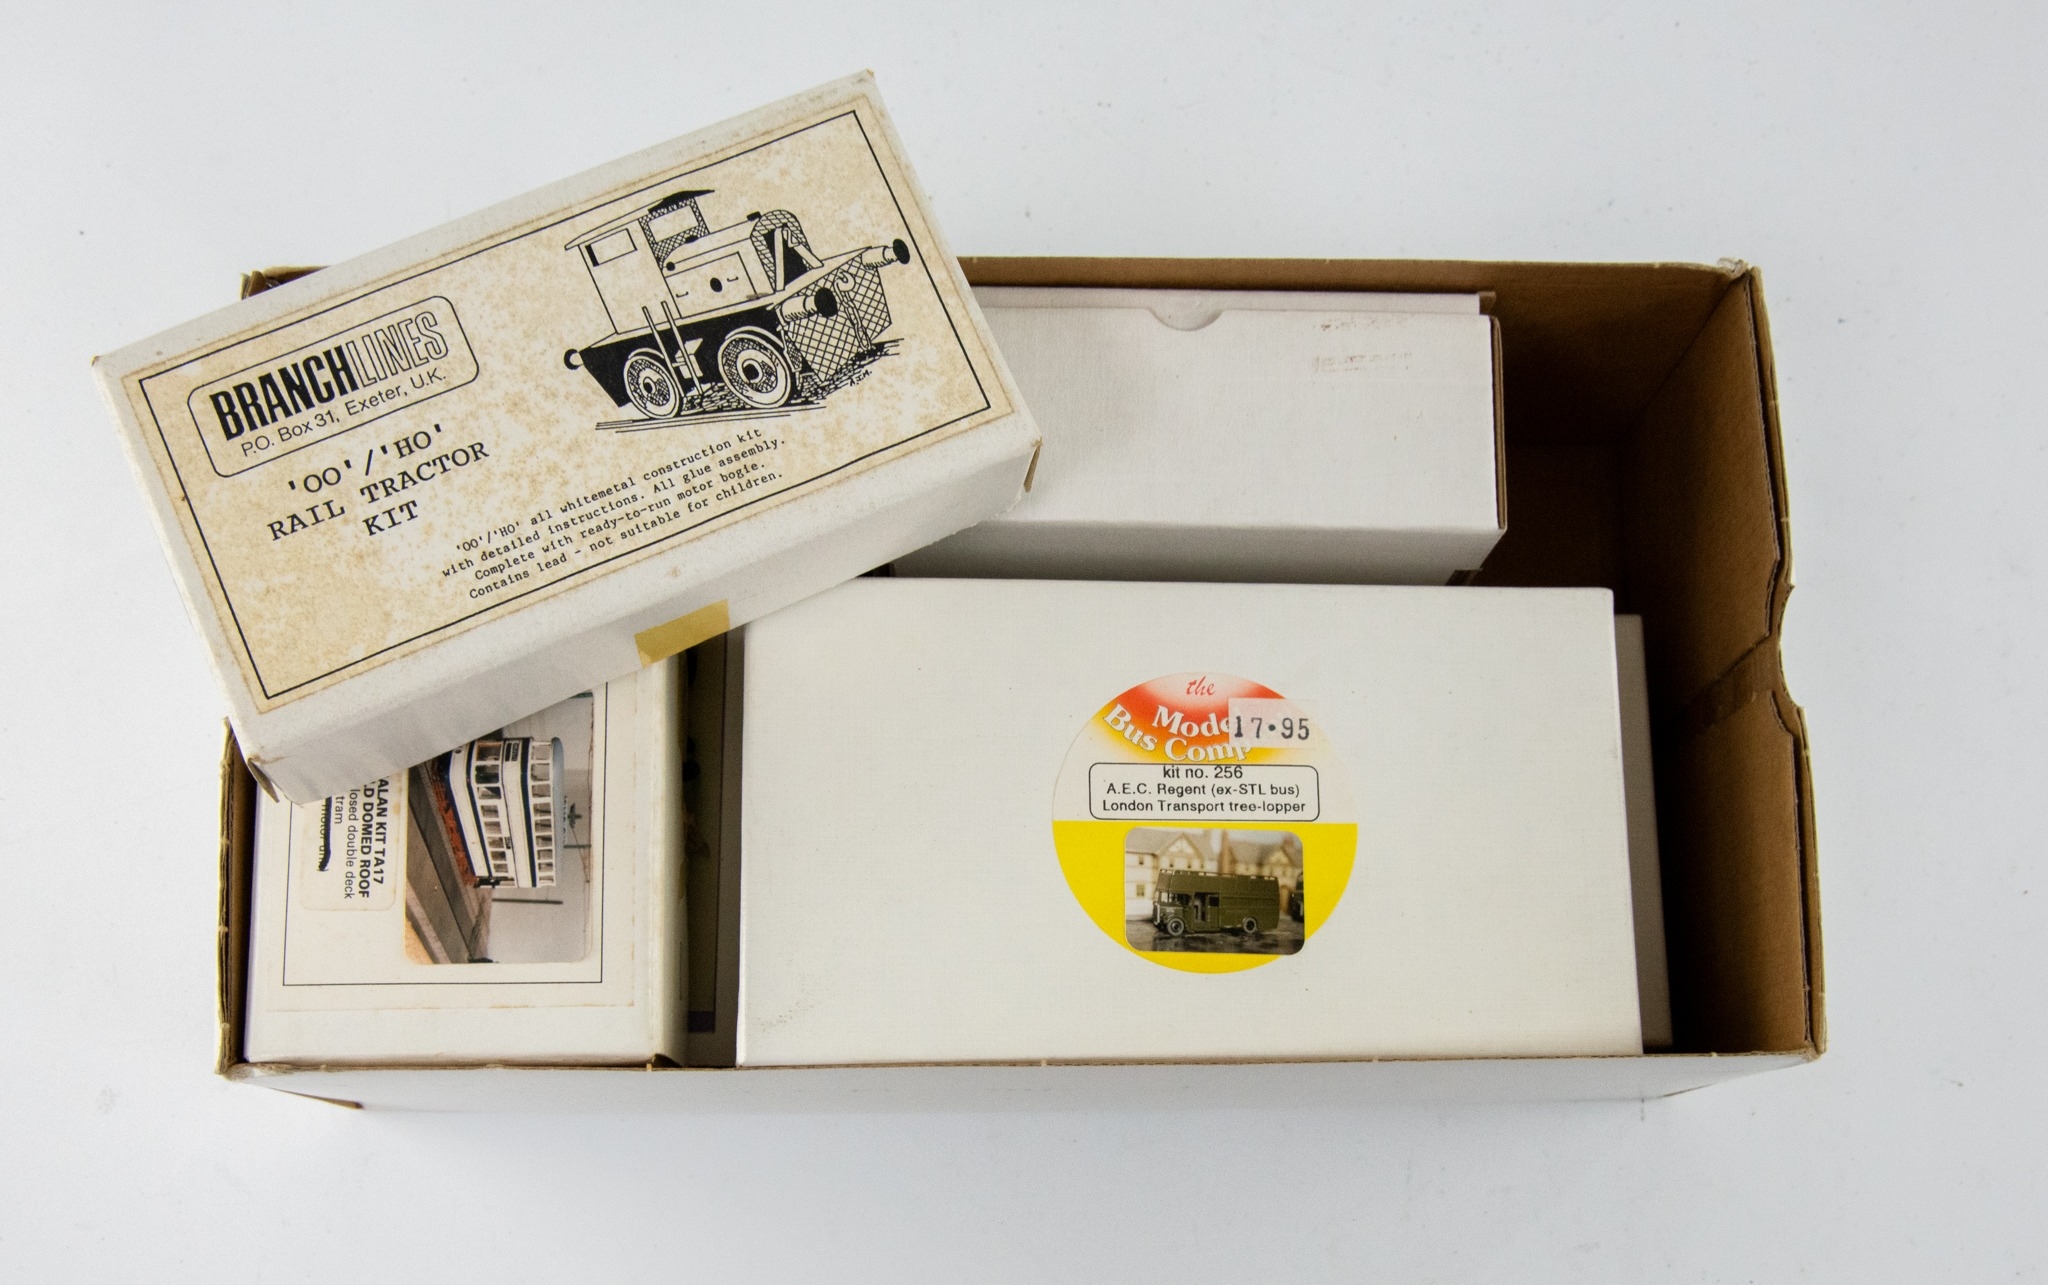 BRANCHLINES
P.O. Box 31, Exeter, U.K.
'OO'/'HO'
RAIL TRACTOR
KIT
'OO'/'HO' all whitemetal construction kit
with detailed instructions. All glue assembly.
Complete with ready-to-run motor bogie.
Contains lead - not suitable for children.
A.J.M.
the
Bus Comp
17·95
kit no. 256
A.E.C. Regent (ex-STL bus)
London Transport tree-lopper
ALAN KIT TA17
D DOMED ROOF
losed double deck
tram